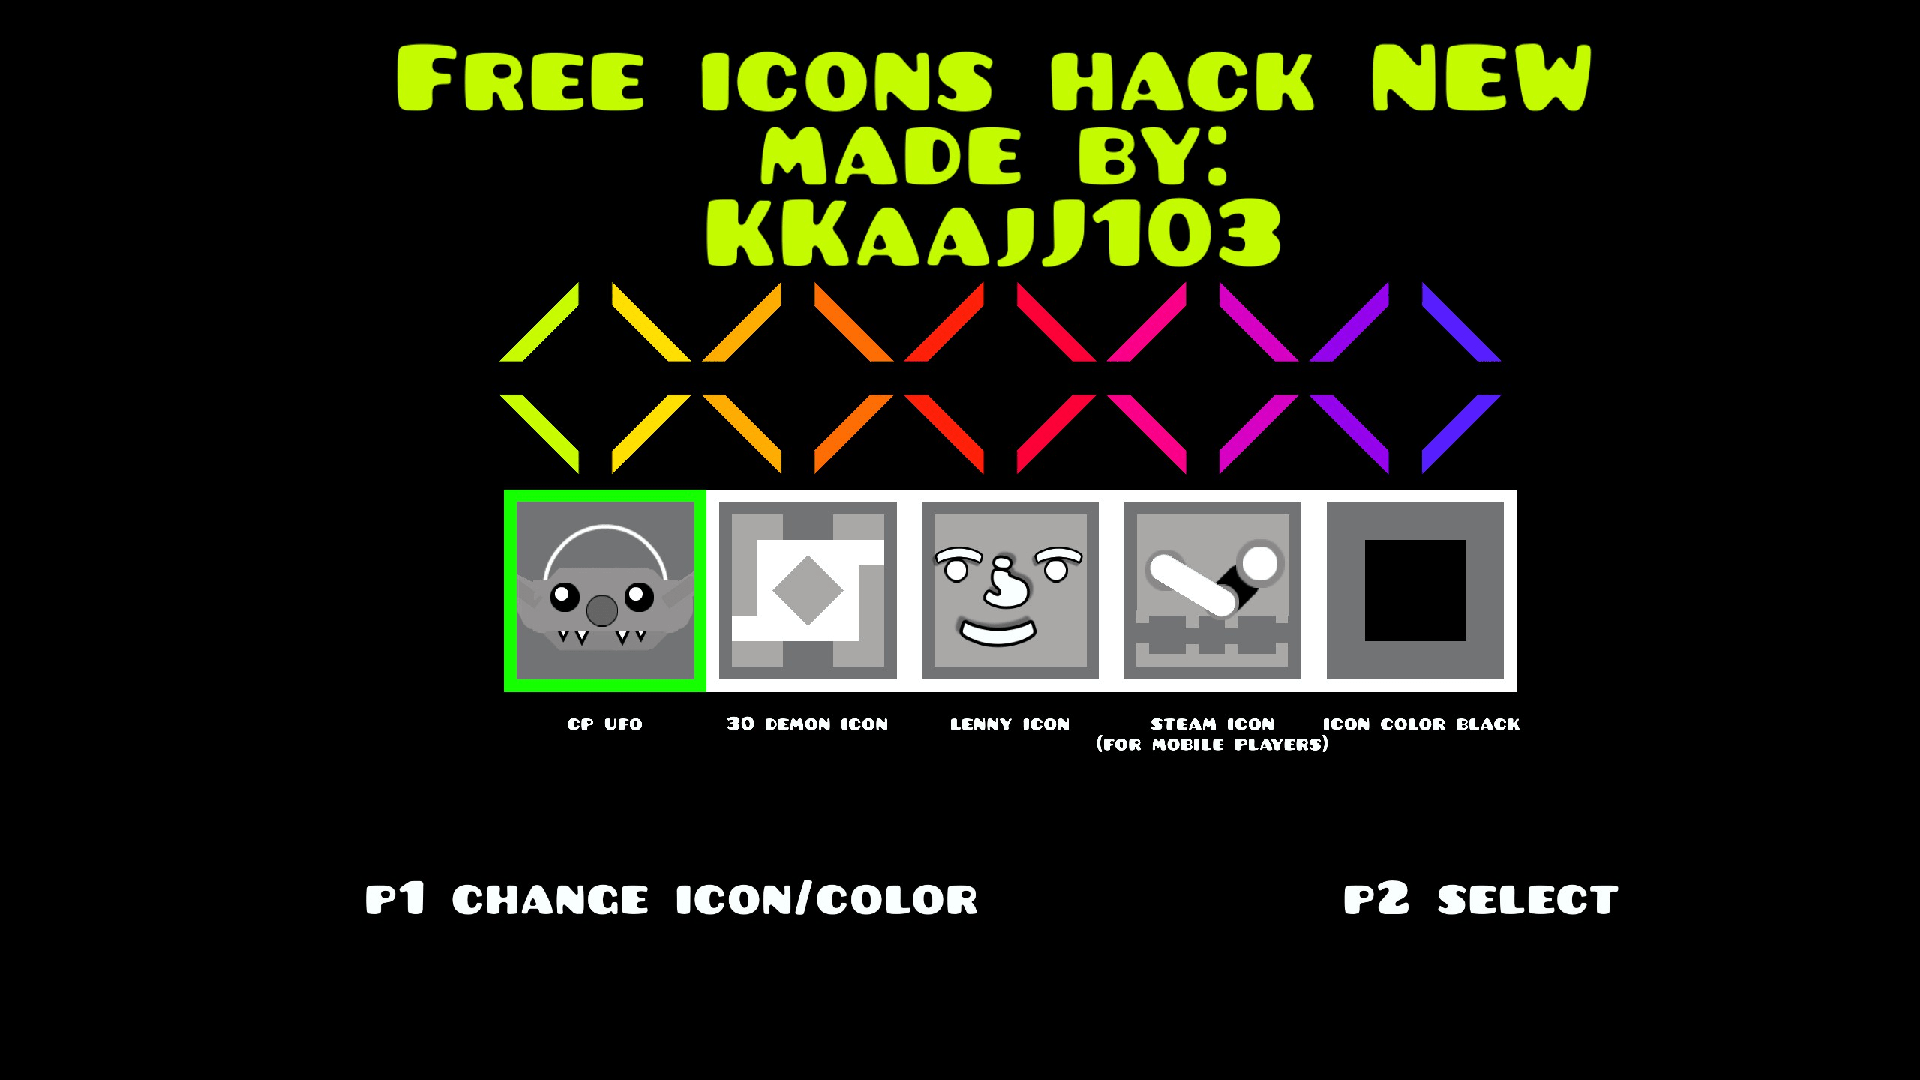 FREE ICONS HACK NEW
MADE BY:
KKAAJJ103
CP UFO
30 DEMON ICON
LENNY ICON
STEAM ICON
(FOR MOBILE PLAYERS)
ICON COLOR BLACK
P1 CHANGE ICON/COLOR
P2 SELECT